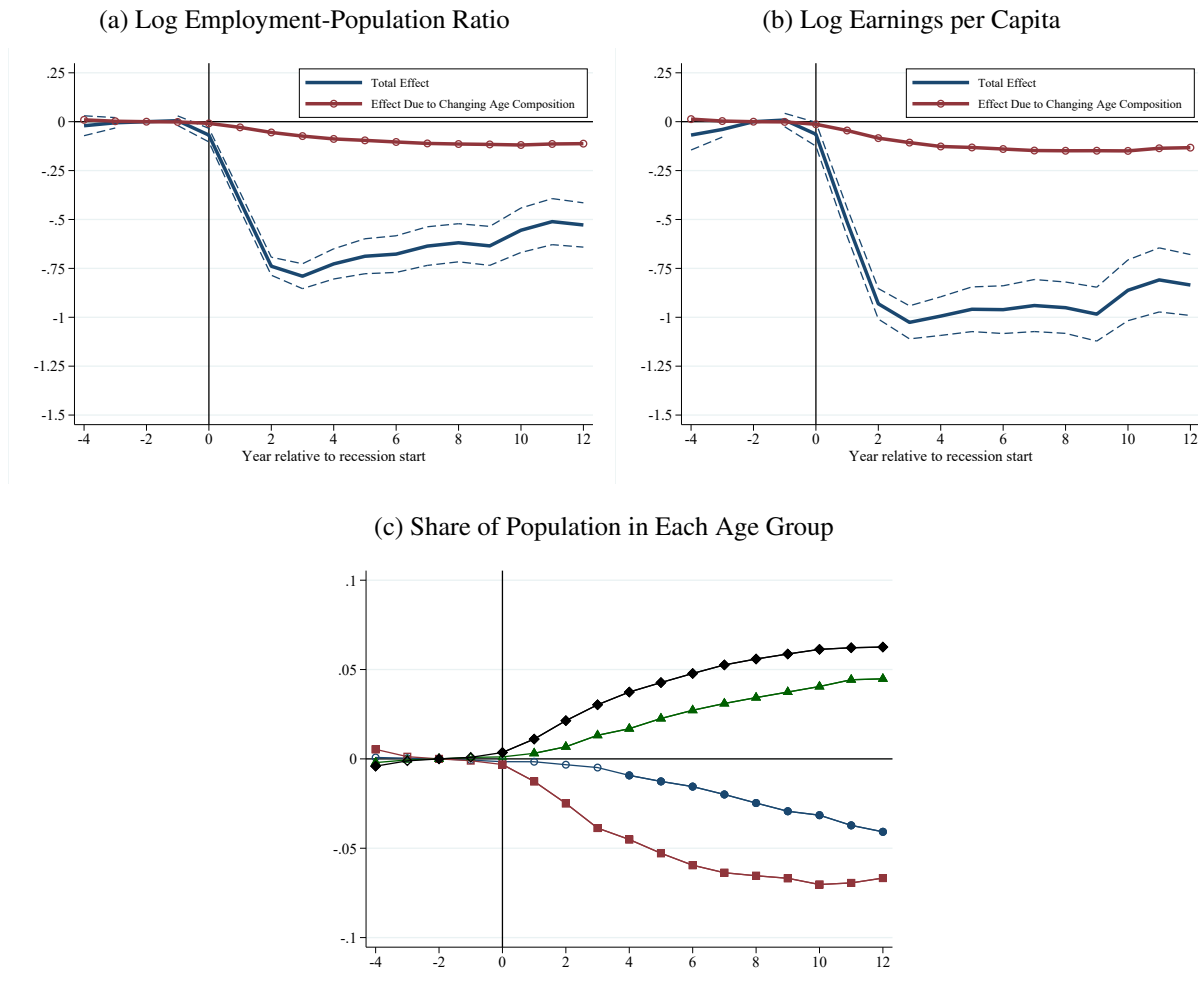 (a) Log Employment-Population Ratio
.25
0
-.25
-.5
-.75
-1
-1.25
-1.5
Total Effect
Effect Due to Changing Age Composition
-4 -2 0 2 4 6 8 10 12
Year relative to recession start
(b) Log Earnings per Capita
.25
0
-.25
-.5
-.75
-1
-1.25
-1.5
Total Effect
Effect Due to Changing Age Composition
-4 -2 0 2 4 6 8 10 12
Year relative to recession start
(c) Share of Population in Each Age Group
.1
.05
0
-.05
-.1
-4 -2 0 2 4 6 8 10 12